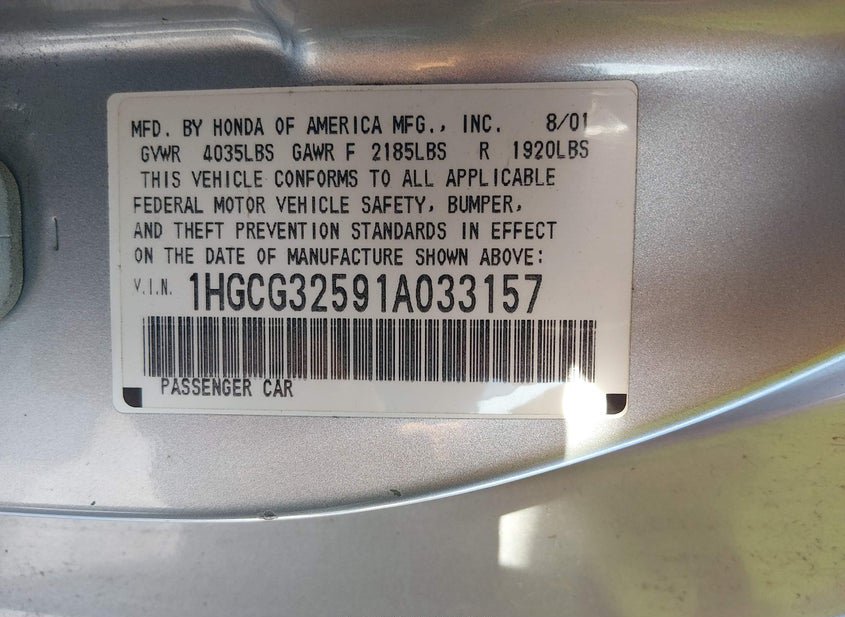 MFD. BY HONDA OF AMERICA MFG., INC. 8/01
GVWR 4035LBS GAWR F 2185LBS R 1920LBS
THIS VEHICLE CONFORMS TO ALL APPLICABLE
FEDERAL MOTOR VEHICLE SAFETY, BUMPER,
AND THEFT PREVENTION STANDARDS IN EFFECT
ON THE DATE OF MANUFACTURE SHOWN ABOVE:
V.I.N. 1HGCG32591A033157
PASSENGER CAR